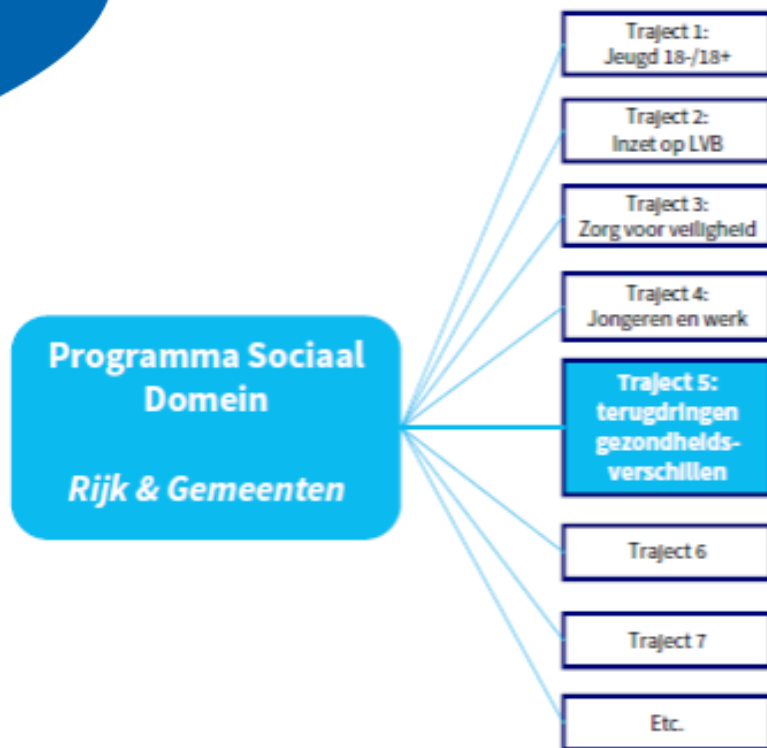 Traject 1:
Jeugd 18-/18+
Traject 2:
Inzet op LVB
Traject 3:
Zorg voor veiligheid
Traject 4:
Jongeren en werk
Programma Sociaal
Domein
Rijk & Gemeenten
Traject 5:
terugdringen
gezondheids-
verschillen
Traject 6
Traject 7
Etc.